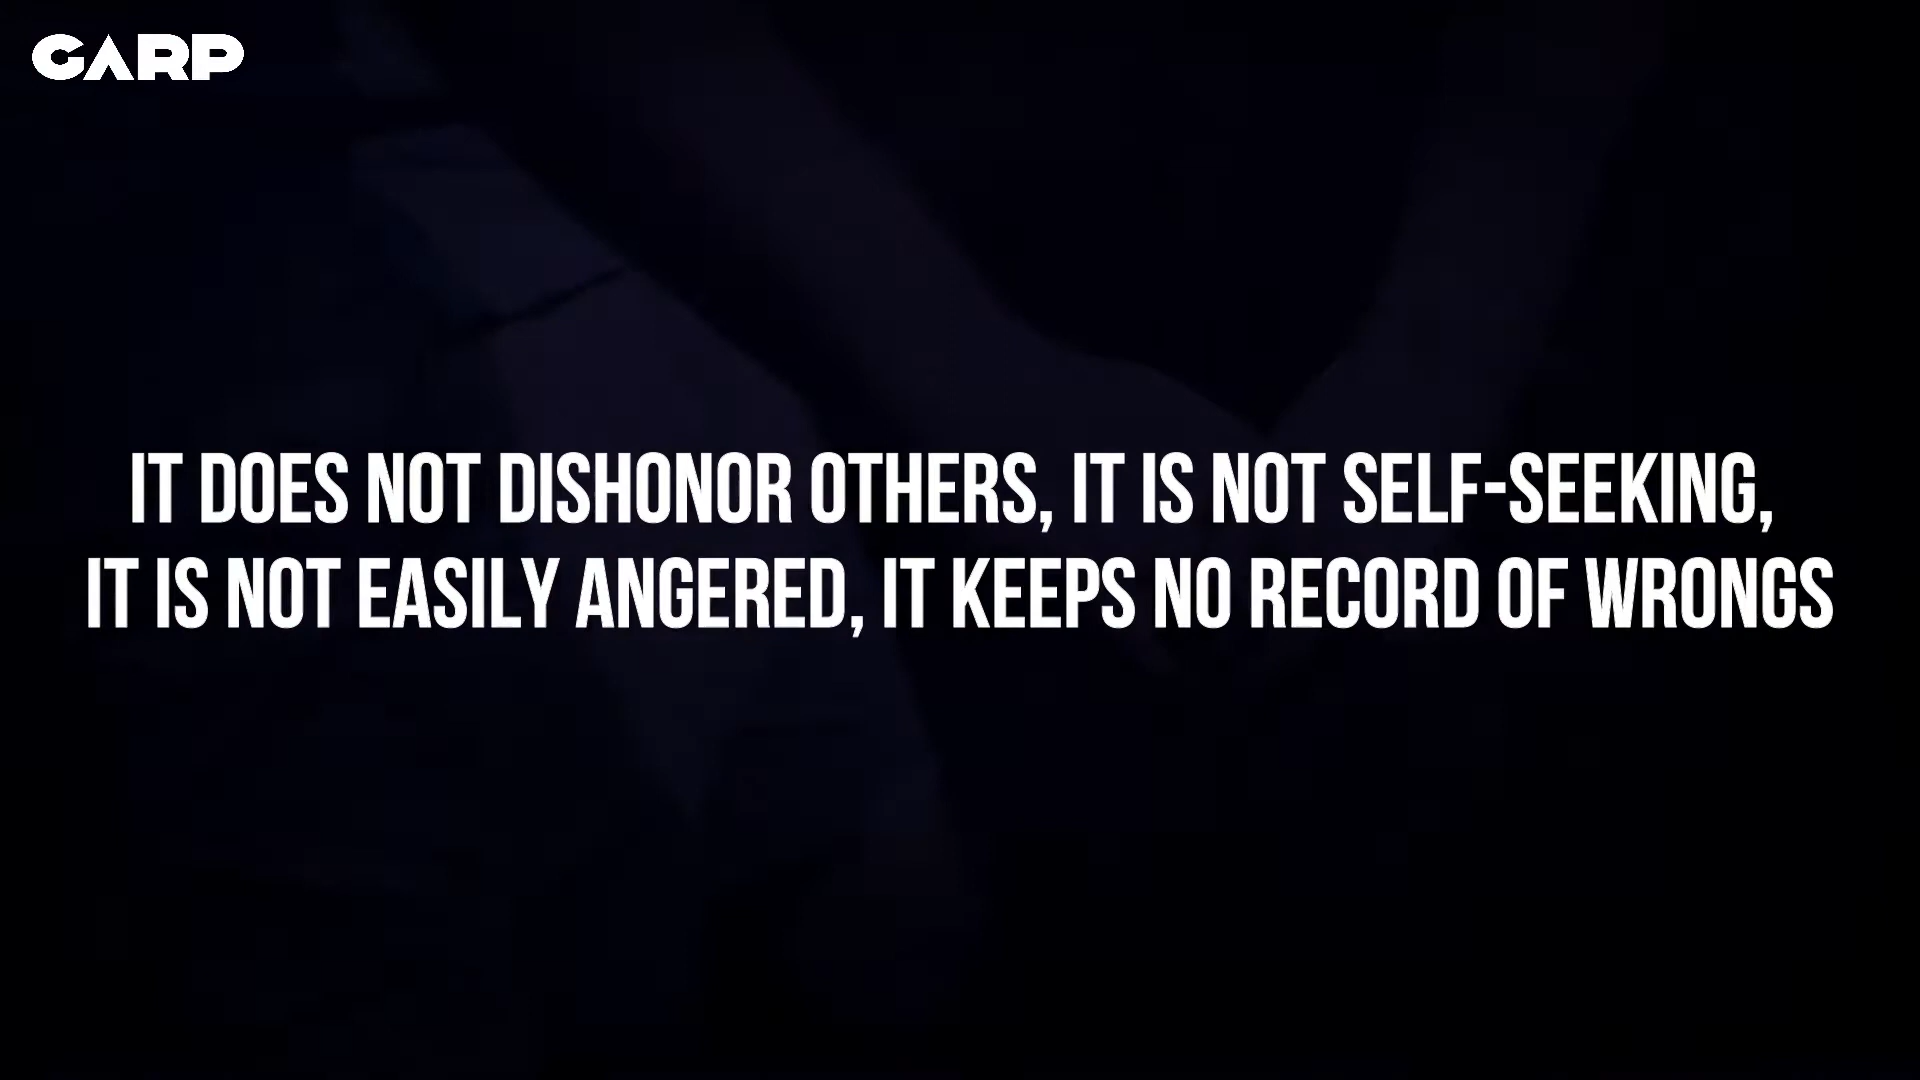 CARP
IT DOES NOT DISHONOR OTHERS, IT IS NOT SELF-SEEKING,
IT IS NOT EASILY ANGERED, IT KEEPS NO RECORD OF WRONGS